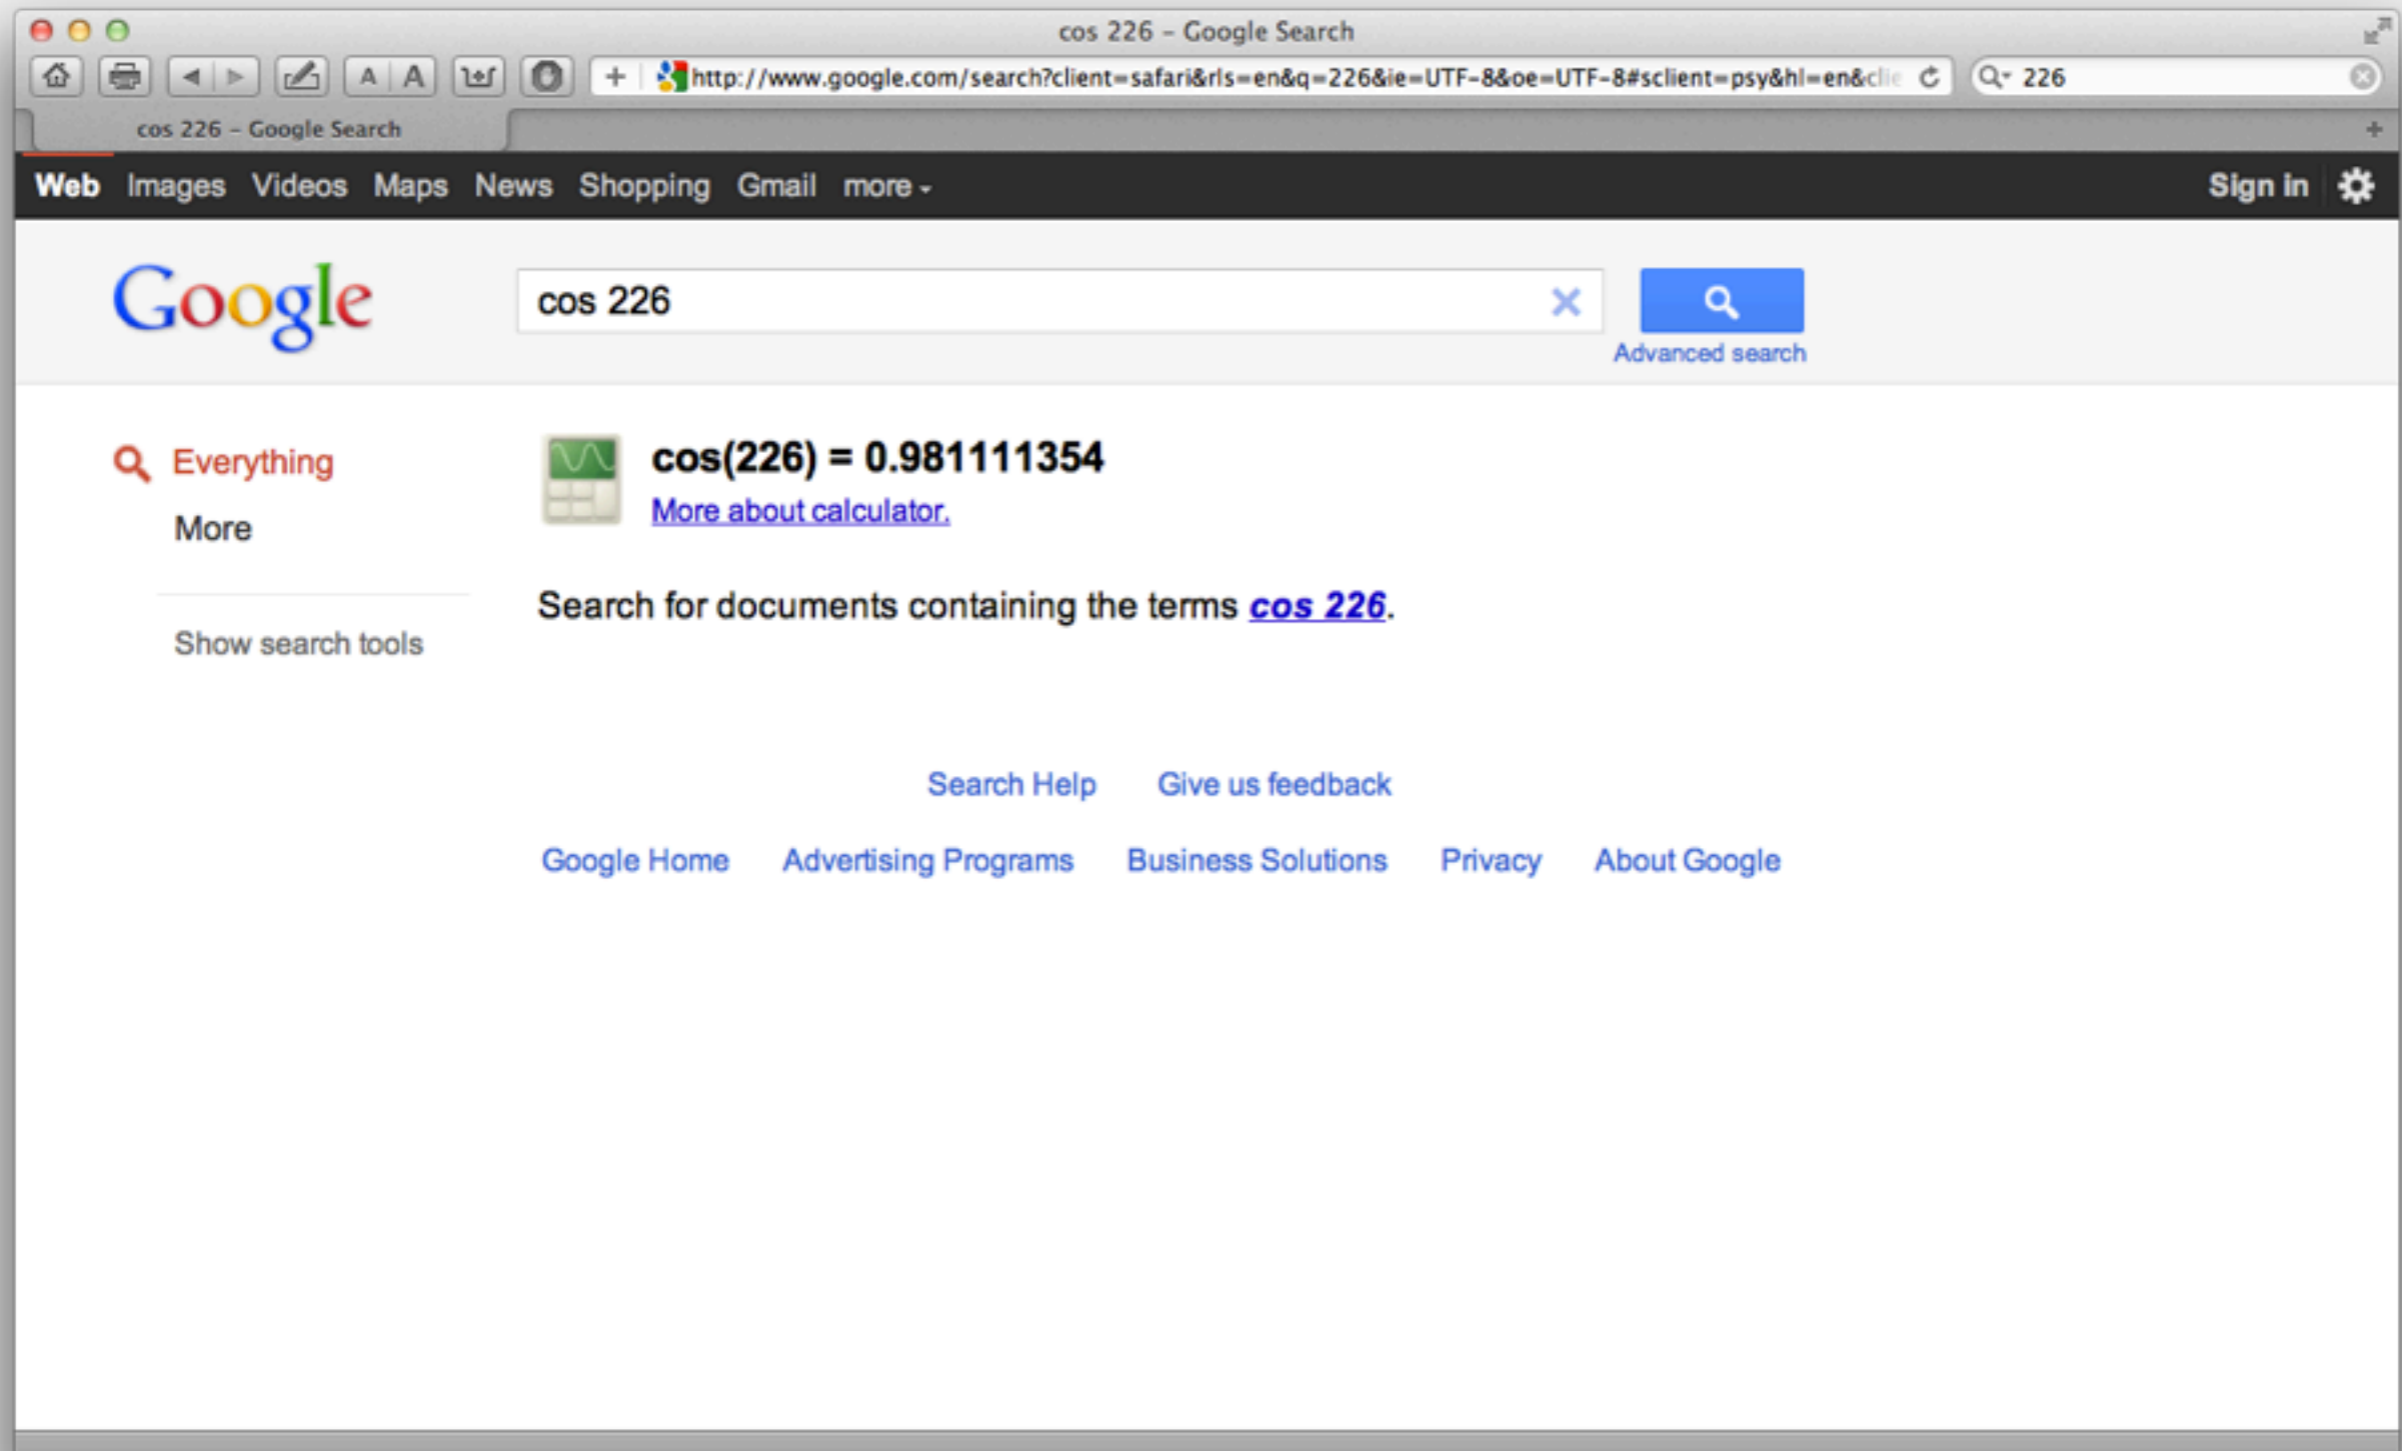 cos 226 – Google Search
A A + http://www.google.com/search?client=safari&rls=en&q=226&ie=UTF-8&oe=UTF-8#sclient=psy&hl=en&clie 226
cos 226 – Google Search +
Web Images Videos Maps News Shopping Gmail more Sign in
Google cos 226
Advanced search
Everything
More
Show search tools
cos(226) = 0.981111354
More about calculator.
Search for documents containing the terms cos 226.
Search Help Give us feedback
Google Home Advertising Programs Business Solutions Privacy About Google